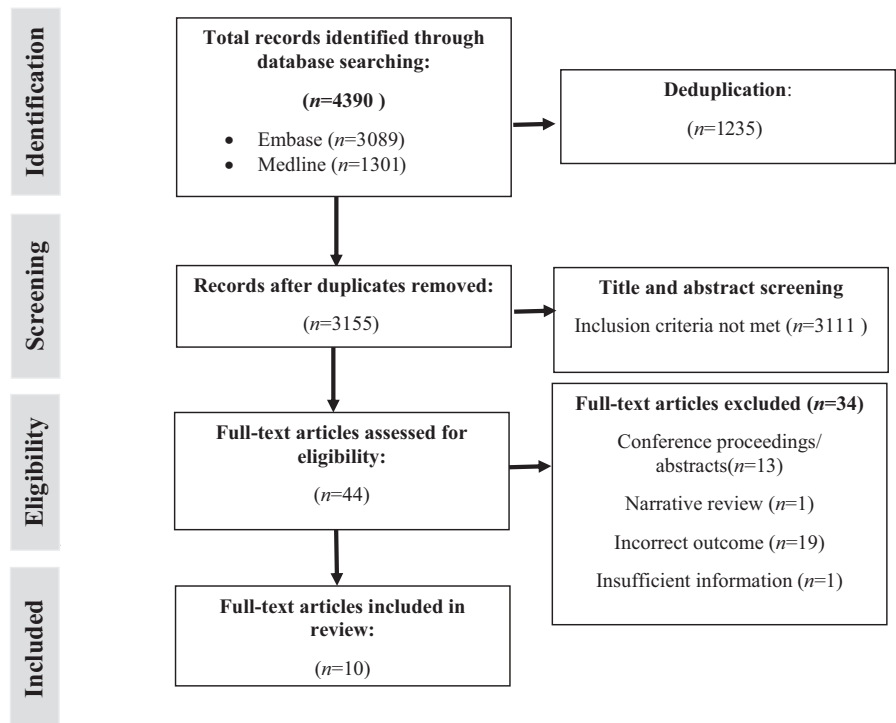 Identification
Total records identified through
database searching:
(n=4390 )
• Embase (n=3089)
• Medline (n=1301)
Deduplication:
(n=1235)
Screening
Records after duplicates removed:
(n=3155)
Title and abstract screening
Inclusion criteria not met (n=3111 )
Eligibility
Full-text articles assessed for
eligibility:
(n=44)
Full-text articles excluded (n=34)
Conference proceedings/
abstracts(n=13)
Narrative review (n=1)
Incorrect outcome (n=19)
Insufficient information (n=1)
Included
Full-text articles included in
review:
(n=10)